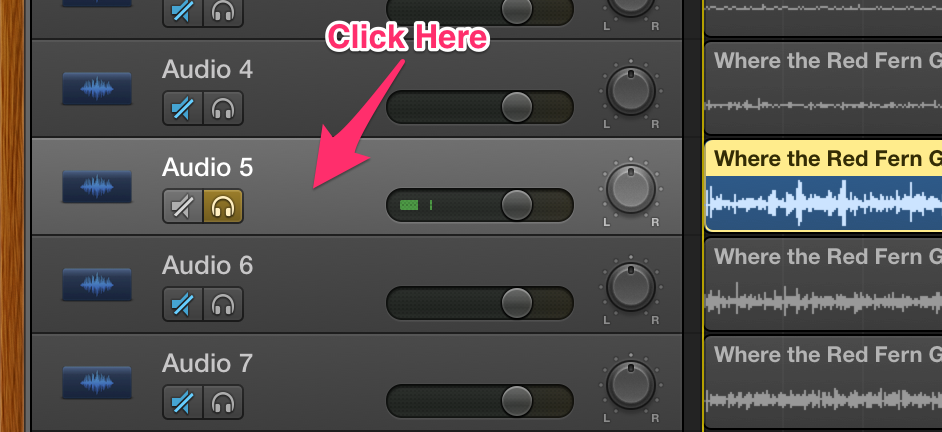 L R
Click Here
Audio 4
L R
Where the Red Fern G
Audio 5
L R
Where the Red Fern G
Audio 6
L R
Where the Red Fern G
Audio 7
L R
Where the Red Fern G